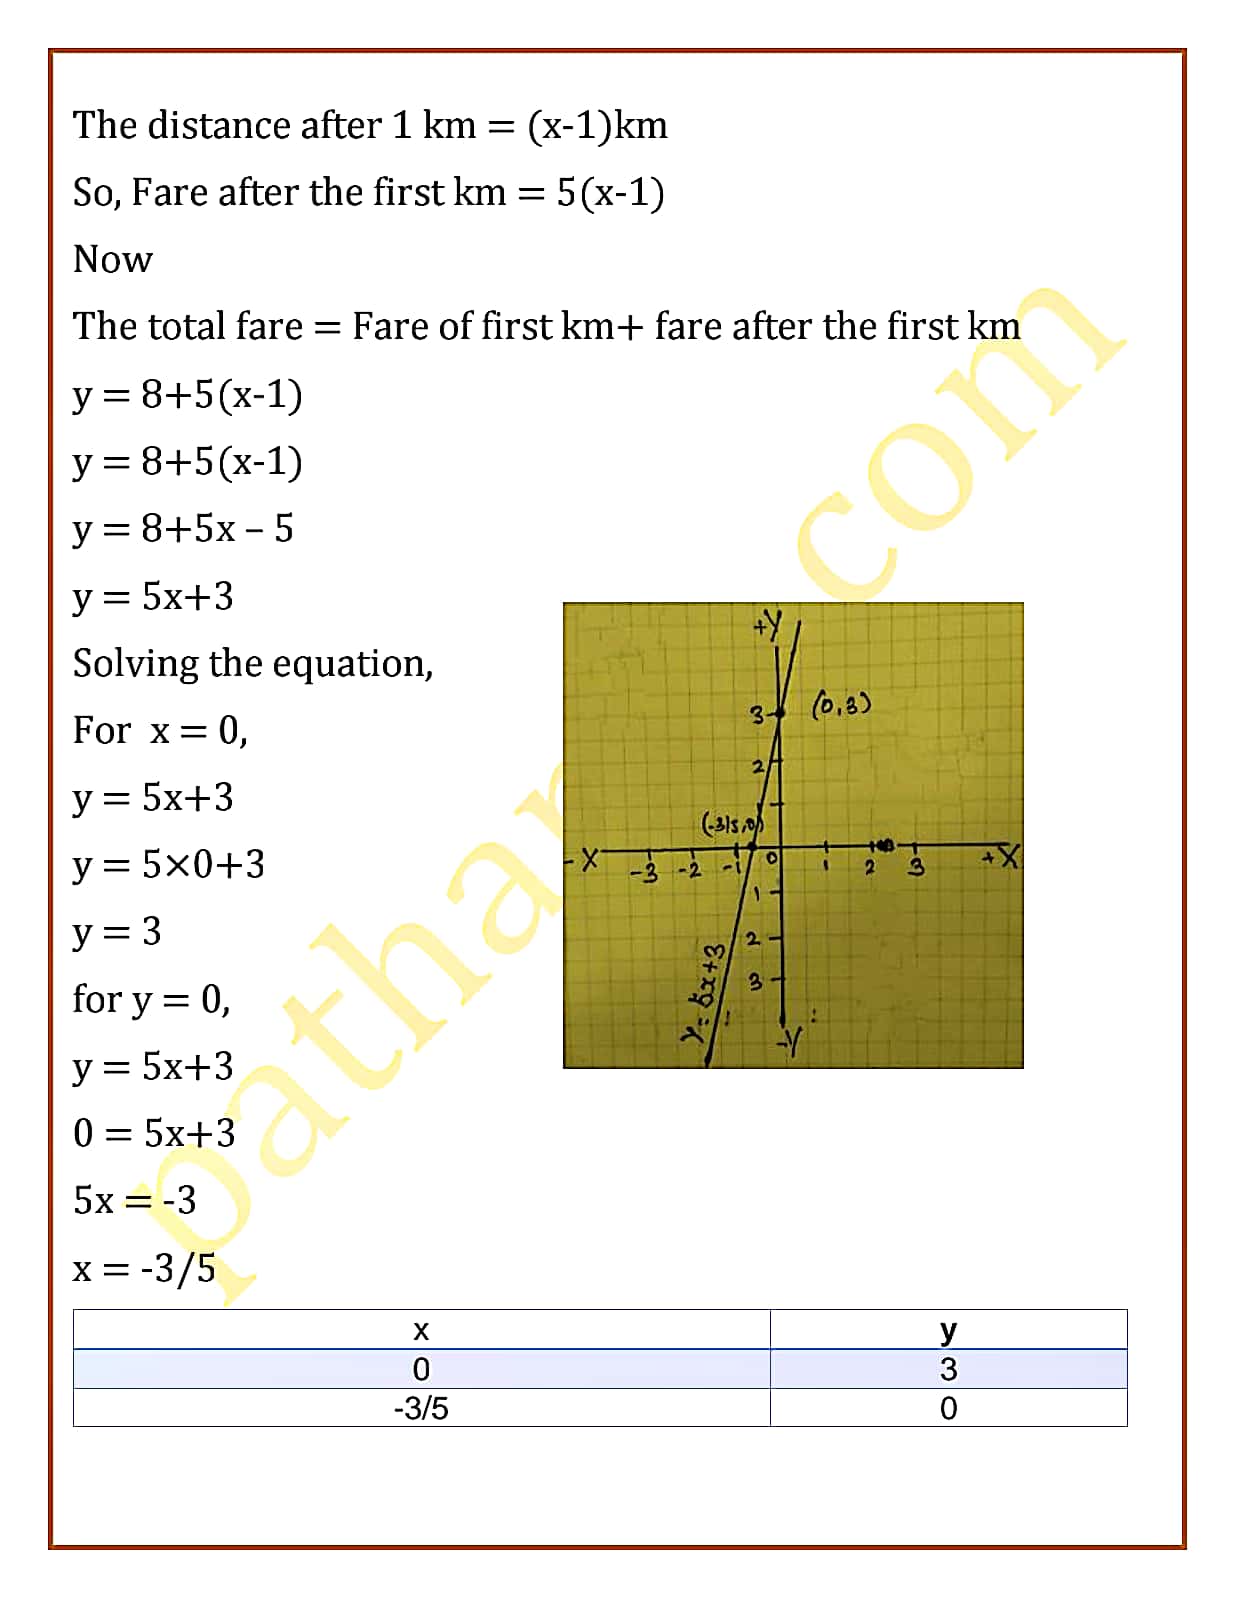 The distance after 1 km = (x-1)km
So, Fare after the first km = 5(x-1)
Now
The total fare = Fare of first km+ fare after the first km
y = 8+5(x-1)
y = 8+5(x-1)
y = 8+5x – 5
y = 5x+3
Solving the equation,
For x = 0,
y = 5x+3
y = 5×0+3
y = 3
for y = 0,
y = 5x+3
0 = 5x+3
5x = -3
x = -3/5
+Y
3 (0,3)
2
(-3/5,0)
-X -3 -2 -1 0 1 2 3 +X
1
2
3
y=5x+3
-Y
x y
0 3
-3/5 0
com